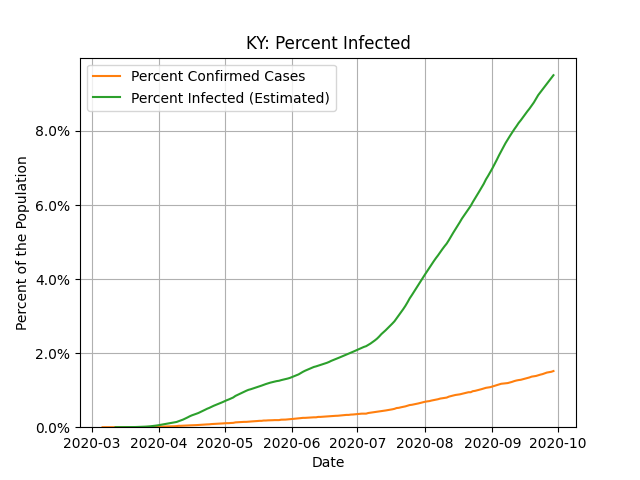 KY: Percent Infected
Percent Confirmed Cases
Percent Infected (Estimated)
8.0%
6.0%
4.0%
2.0%
0.0%
Percent of the Population
2020-03 2020-04 2020-05 2020-06 2020-07 2020-08 2020-09 2020-10
Date